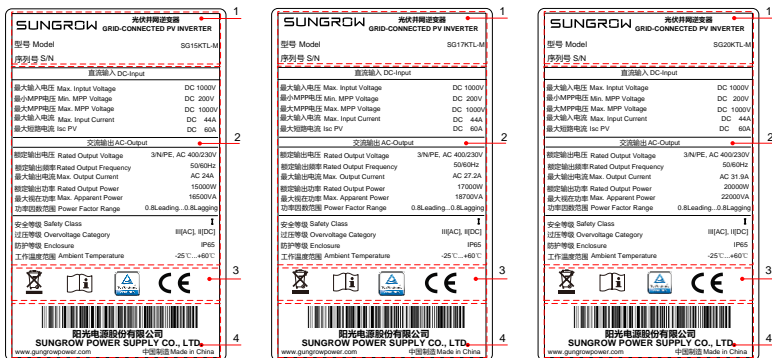 SUNGROW 光伏并网逆变器
GRID-CONNECTED PV INVERTER
1
型号 Model SG15KTL-M
序列号 S/N
直流输入 DC-Input
最大输入电压 Max. Intput Voltage DC 1000V
最小MPP电压 Min. MPP Voltage DC 200V
最大MPP电压 Max. MPP Voltage DC 1000V
最大输入电流 Max. Input Current DC 44A
最大短路电流 Isc PV DC 60A
2
交流输出 AC-Output
额定输出电压 Rated Output Voltage 3/N/PE, AC 400/230V
额定输出频率 Rated Output Frequency 50/60Hz
最大输出电流 Max. Output Current AC 24A
额定输出功率 Rated Output Power 15000W
最大视在功率 Max. Apparent Power 16500VA
功率因数范围 Power Factor Range 0.8Leading...0.8Lagging
安全等级 Safety Class I
过压等级 Overvoltage Category III[AC], II[DC]
防护等级 Enclosure IP65
工作温度范围 Ambient Temperature -25℃...+60℃
3
CE
4
阳光电源股份有限公司
SUNGROW POWER SUPPLY CO., LTD.
www.gungrowpower.com 中国制造 Made in China
SUNGROW 光伏并网逆变器
GRID-CONNECTED PV INVERTER
1
型号 Model SG17KTL-M
序列号 S/N
直流输入 DC-Input
最大输入电压 Max. Intput Voltage DC 1000V
最小MPP电压 Min. MPP Voltage DC 200V
最大MPP电压 Max. MPP Voltage DC 1000V
最大输入电流 Max. Input Current DC 44A
最大短路电流 Isc PV DC 60A
2
交流输出 AC-Output
额定输出电压 Rated Output Voltage 3/N/PE, AC 400/230V
额定输出频率 Rated Output Frequency 50/60Hz
最大输出电流 Max. Output Current AC 27.2A
额定输出功率 Rated Output Power 17000W
最大视在功率 Max. Apparent Power 18700VA
功率因数范围 Power Factor Range 0.8Leading...0.8Lagging
安全等级 Safety Class I
过压等级 Overvoltage Category III[AC], II[DC]
防护等级 Enclosure IP65
工作温度范围 Ambient Temperature -25℃...+60℃
3
CE
4
阳光电源股份有限公司
SUNGROW POWER SUPPLY CO., LTD.
www.gungrowpower.com 中国制造 Made in China
SUNGROW 光伏并网逆变器
GRID-CONNECTED PV INVERTER
1
型号 Model SG20KTL-M
序列号 S/N
直流输入 DC-Input
最大输入电压 Max. Intput Voltage DC 1000V
最小MPP电压 Min. MPP Voltage DC 200V
最大MPP电压 Max. MPP Voltage DC 1000V
最大输入电流 Max. Input Current DC 44A
最大短路电流 Isc PV DC 60A
2
交流输出 AC-Output
额定输出电压 Rated Output Voltage 3/N/PE, AC 400/230V
额定输出频率 Rated Output Frequency 50/60Hz
最大输出电流 Max. Output Current AC 31.9A
额定输出功率 Rated Output Power 20000W
最大视在功率 Max. Apparent Power 22000VA
功率因数范围 Power Factor Range 0.8Leading...0.8Lagging
安全等级 Safety Class I
过压等级 Overvoltage Category III[AC], II[DC]
防护等级 Enclosure IP65
工作温度范围 Ambient Temperature -25℃...+60℃
3
CE
4
阳光电源股份有限公司
SUNGROW POWER SUPPLY CO., LTD.
www.gungrowpower.com 中国制造 Made in China